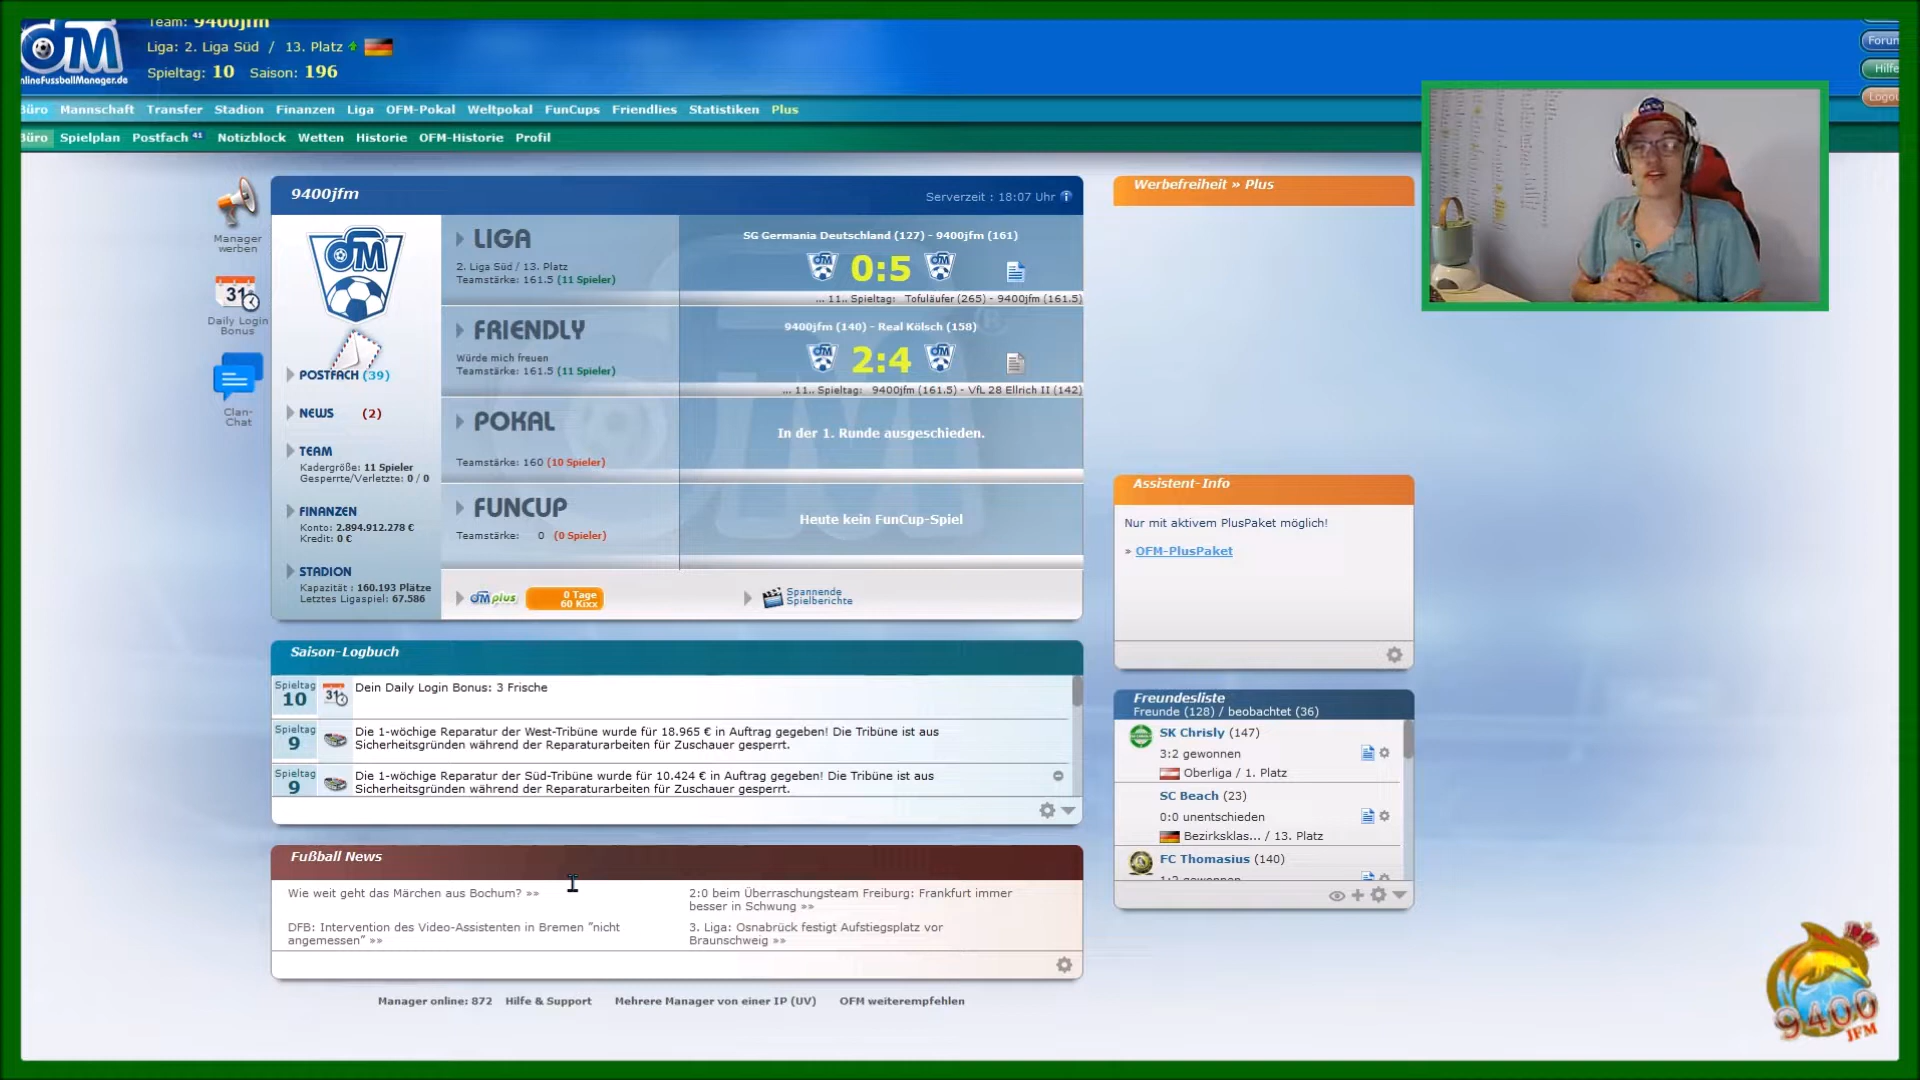 Team: 9400jfm
Liga: 2. Liga Süd / 13. Platz
Spieltag: 10 Saison: 196
OFM
nlineFussballManager.de
Forun
Hilfe
Logou
Büro Mannschaft Transfer Stadion Finanzen Liga OFM-Pokal Weltpokal FunCups Friendlies Statistiken Plus
Büro Spielplan Postfach 41 Notizblock Wetten Historie OFM-Historie Profil
Manager werben
31
Daily Login Bonus
Clan-Chat
9400jfm
Serverzeit : 18:07 Uhr
OFM
POSTFACH (39)
NEWS (2)
TEAM
Kadergröße: 11 Spieler
Gesperrte/Verletzte: 0 / 0
FINANZEN
Konto: 2.894.912.278 €
Kredit: 0 €
STADION
Kapazität : 160.193 Plätze
Letztes Ligaspiel: 67.586
LIGA
2. Liga Süd / 13. Platz
Teamstärke: 161.5 (11 Spieler)
SG Germania Deutschland (127) - 9400jfm (161)
0:5
... 11.. Spieltag: Tofuläufer (265) - 9400jfm (161.5)
FRIENDLY
Würde mich freuen
Teamstärke: 161.5 (11 Spieler)
9400jfm (140) - Real Kölsch (158)
2:4
... 11.. Spieltag: 9400jfm (161.5) - VfL 28 Ellrich II (142)
POKAL
Teamstärke: 160 (10 Spieler)
In der 1. Runde ausgeschieden.
FUNCUP
Teamstärke: 0 (0 Spieler)
Heute kein FunCup-Spiel
OFM plus
0 Tage
60 Kixx
Spannende
Spielberichte
Saison-Logbuch
Spieltag
10
31
Dein Daily Login Bonus: 3 Frische
Spieltag
9
Die 1-wöchige Reparatur der West-Tribüne wurde für 18.965 € in Auftrag gegeben! Die Tribüne ist aus
Sicherheitsgründen während der Reparaturarbeiten für Zuschauer gesperrt.
Spieltag
9
Die 1-wöchige Reparatur der Süd-Tribüne wurde für 10.424 € in Auftrag gegeben! Die Tribüne ist aus
Sicherheitsgründen während der Reparaturarbeiten für Zuschauer gesperrt.
Fußball News
Wie weit geht das Märchen aus Bochum? »»
DFB: Intervention des Video-Assistenten in Bremen "nicht
angemessen" »»
2:0 beim Überraschungsteam Freiburg: Frankfurt immer
besser in Schwung »»
3. Liga: Osnabrück festigt Aufstiegsplatz vor
Braunschweig »»
Manager online: 872 Hilfe & Support Mehrere Manager von einer IP (UV) OFM weiterempfehlen
Werbefreiheit » Plus
Assistent-Info
Nur mit aktivem PlusPaket möglich!
» OFM-PlusPaket
Freundesliste
Freunde (128) / beobachtet (36)
SK Chrisly (147)
3:2 gewonnen
Oberliga / 1. Platz
SC Beach (23)
0:0 unentschieden
Bezirksklas... / 13. Platz
FC Thomasius (140)
1:2 gewonnen
9400
JFM